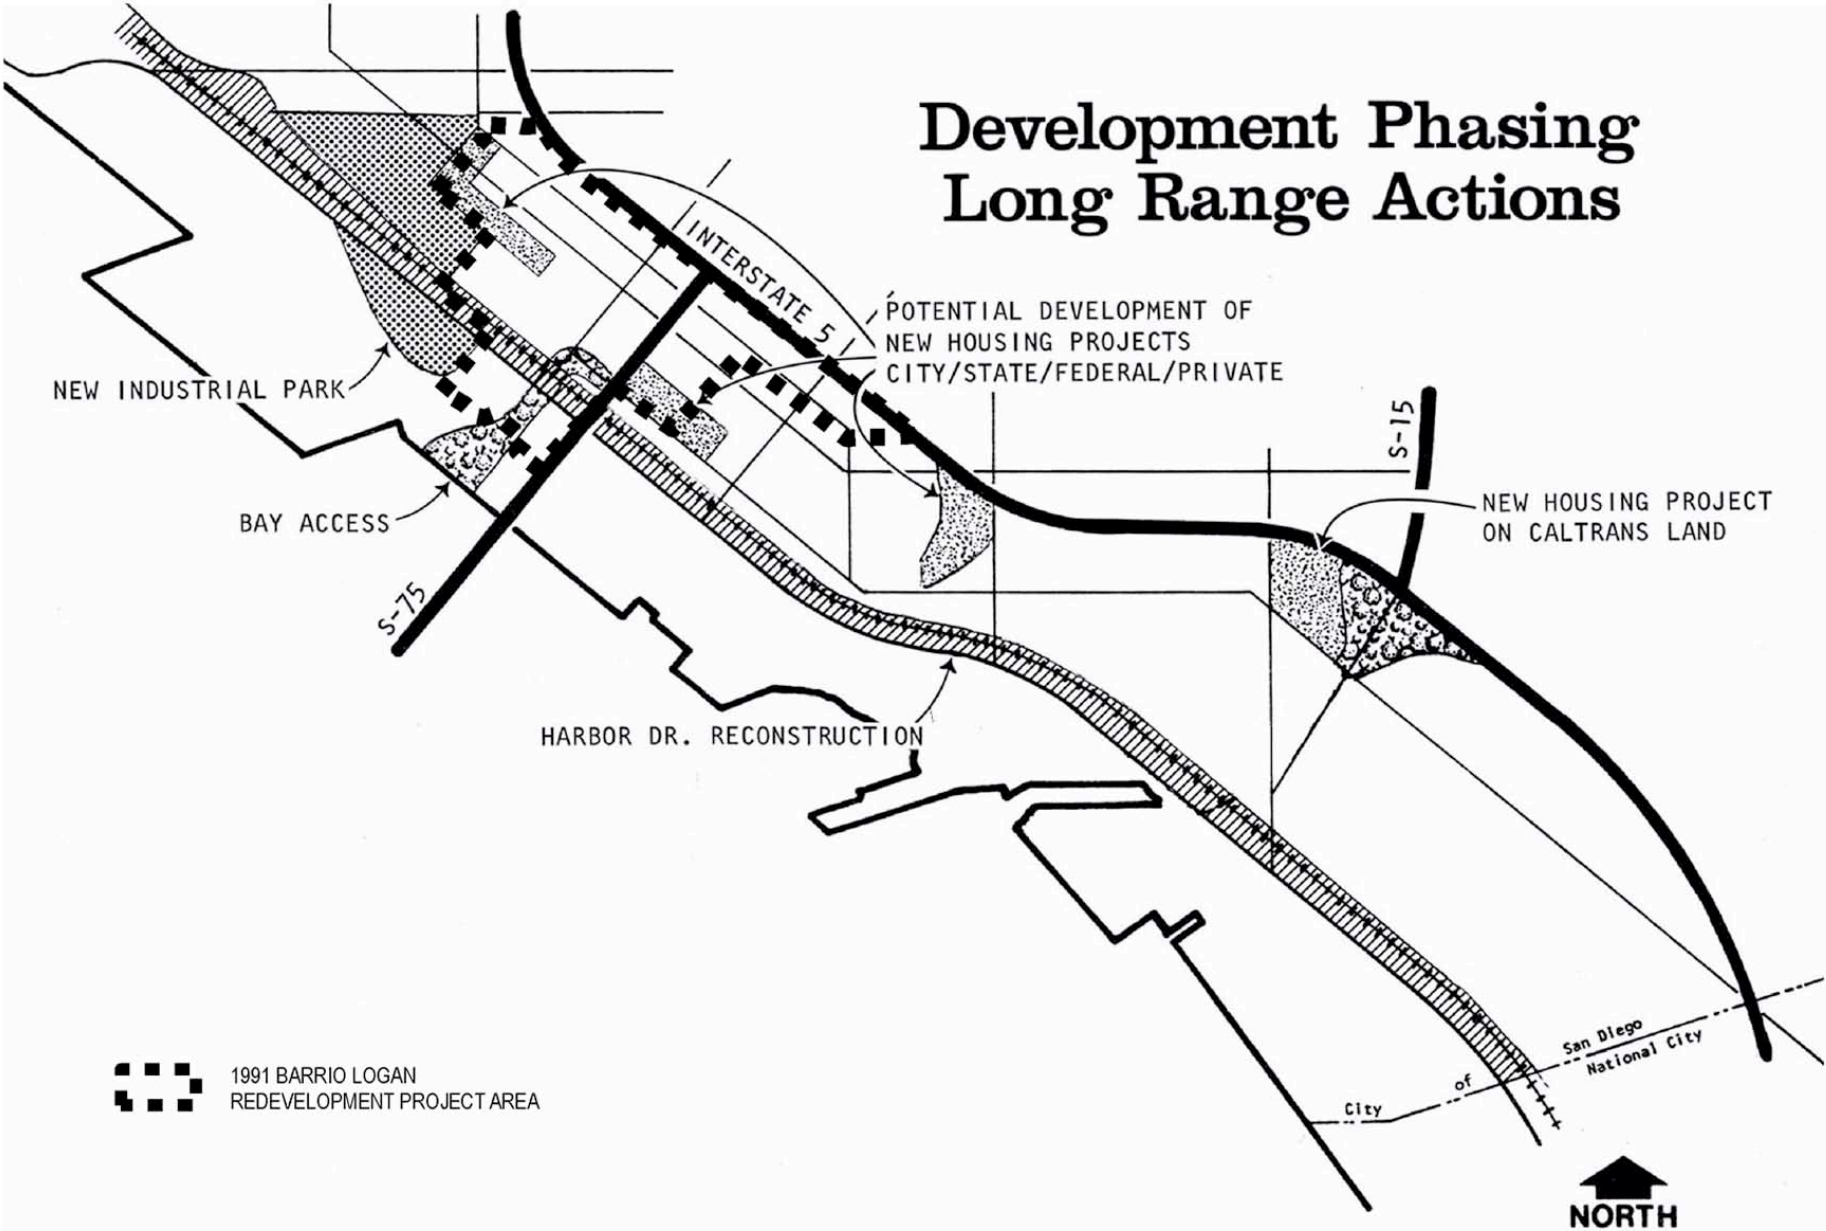 Development Phasing
Long Range Actions
INTERSTATE 5
POTENTIAL DEVELOPMENT OF
NEW HOUSING PROJECTS
CITY/STATE/FEDERAL/PRIVATE
NEW INDUSTRIAL PARK
S-15
NEW HOUSING PROJECT
ON CALTRANS LAND
BAY ACCESS
S-75
HARBOR DR. RECONSTRUCTION
San Diego
National City
City of
1991 BARRIO LOGAN
REDEVELOPMENT PROJECT AREA
NORTH